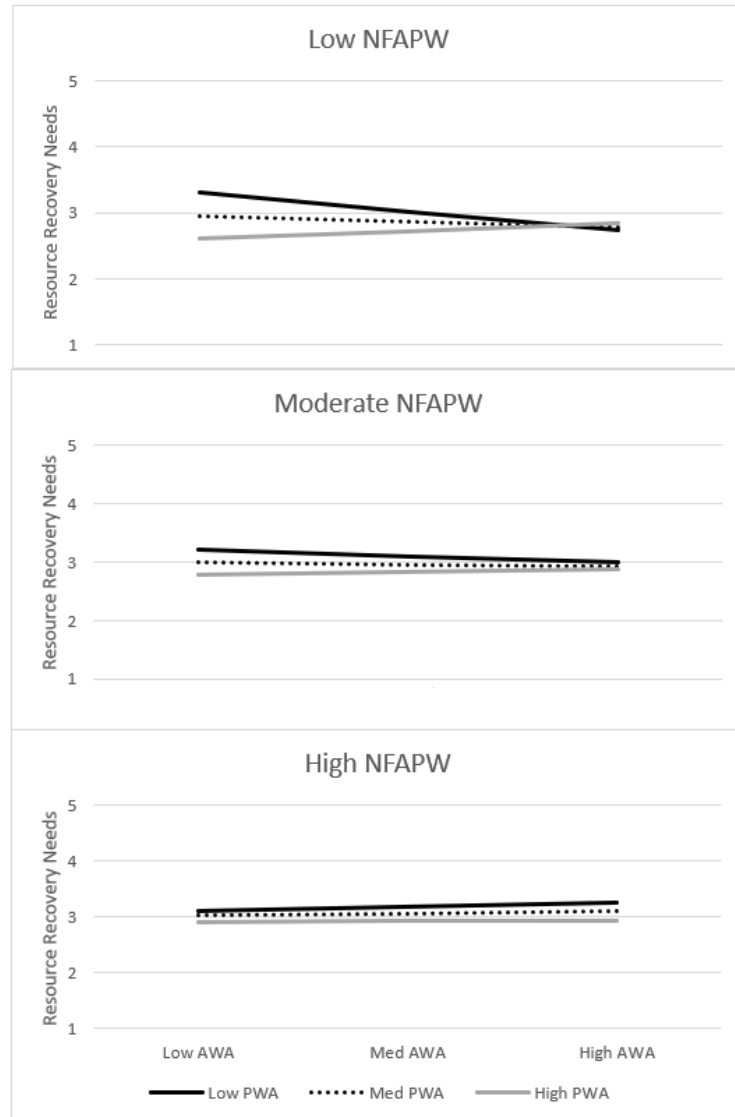 Low NFAPW
Resource Recovery Needs
5
4
3
2
1
Moderate NFAPW
Resource Recovery Needs
5
4
3
2
1
High NFAPW
Resource Recovery Needs
5
4
3
2
1
Low AWA Med AWA High AWA
Low PWA Med PWA High PWA